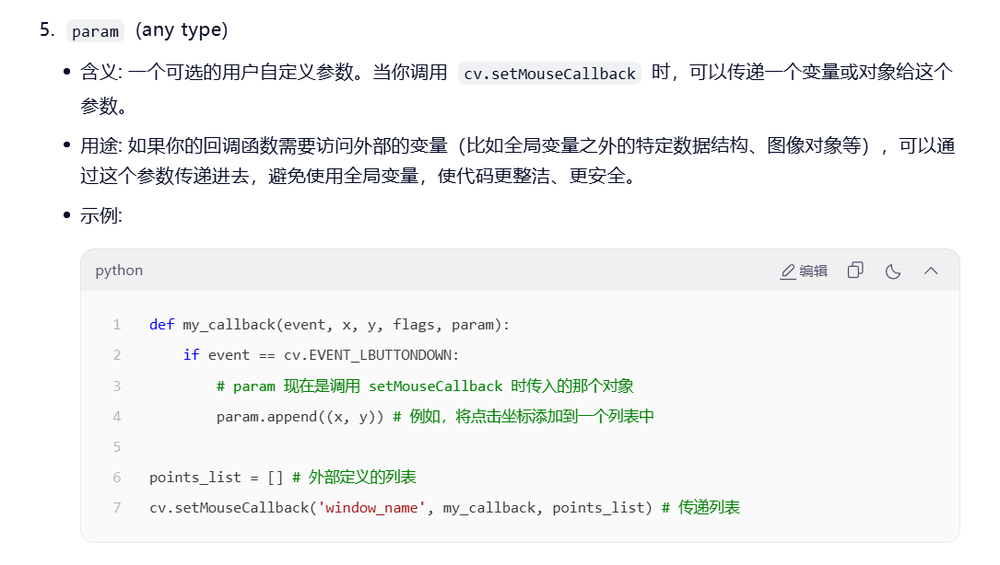 5. param (any type)
• 含义: 一个可选的用户自定义参数。当你调用 cv.setMouseCallback 时，可以传递一个变量或对象给这个
参数。
• 用途: 如果你的回调函数需要访问外部的变量（比如全局变量之外的特定数据结构、图像对象等），可以通
过这个参数传递进去，避免使用全局变量，使代码更整洁、更安全。
• 示例:
python 编辑
1 def my_callback(event, x, y, flags, param):
2     if event == cv.EVENT_LBUTTONDOWN:
3         # param 现在是调用 setMouseCallback 时传入的那个对象
4         param.append((x, y)) # 例如，将点击坐标添加到一个列表中
5
6 points_list = [] # 外部定义的列表
7 cv.setMouseCallback('window_name', my_callback, points_list) # 传递列表